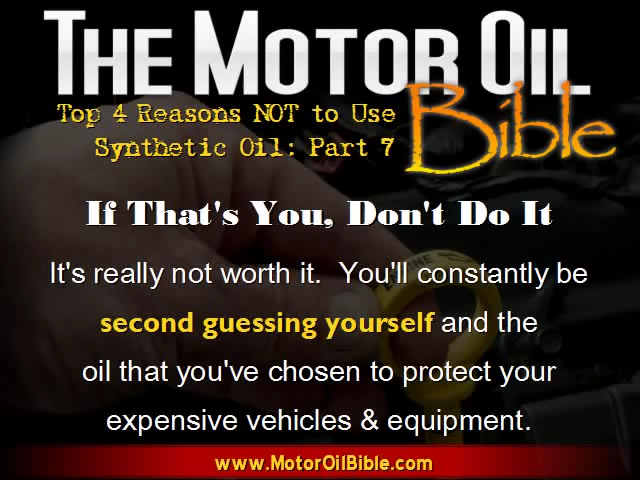 THE MOTOR OIL
Bible
Top 4 Reasons NOT to Use
Synthetic Oil: Part 7
If That's You, Don't Do It
It's really not worth it. You'll constantly be
second guessing yourself and the
oil that you've chosen to protect your
expensive vehicles & equipment.
www.MotorOilBible.com